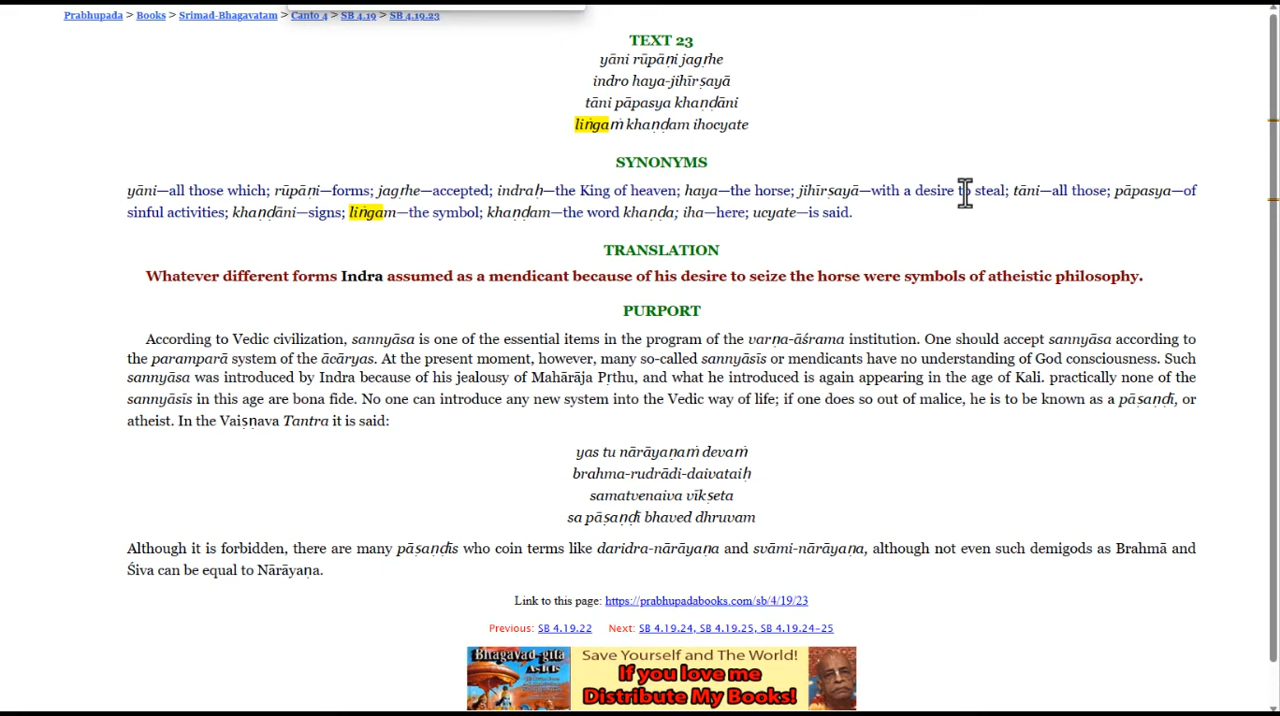 Prabhupada > Books > Srimad-Bhagavatam > Canto 4 > SB 4.19 > SB 4.19.23
TEXT 23
yāni rūpāṇi jagṛhe
indro haya-jihīrṣayā
tāni pāpasya khaṇḍāni
liṅgaṁ khaṇḍam ihocyate
SYNONYMS
yāni—all those which; rūpāṇi—forms; jagṛhe—accepted; indraḥ—the King of heaven; haya—the horse; jihīrṣayā—with a desire to steal; tāni—all those; pāpasya—of
sinful activities; khaṇḍāni—signs; liṅgam—the symbol; khaṇḍam—the word khaṇḍa; iha—here; ucyate—is said.
TRANSLATION
Whatever different forms Indra assumed as a mendicant because of his desire to seize the horse were symbols of atheistic philosophy.
PURPORT
According to Vedic civilization, sannyāsa is one of the essential items in the program of the varṇa-āśrama institution. One should accept sannyāsa according to
the paramparā system of the ācāryas. At the present moment, however, many so-called sannyāsīs or mendicants have no understanding of God consciousness. Such
sannyāsa was introduced by Indra because of his jealousy of Mahārāja Pṛthu, and what he introduced is again appearing in the age of Kali. practically none of the
sannyāsīs in this age are bona fide. No one can introduce any new system into the Vedic way of life; if one does so out of malice, he is to be known as a pāṣaṇḍī, or
atheist. In the Vaiṣṇava Tantra it is said:
yas tu nārāyaṇaṁ devaṁ
brahma-rudrādi-daivataiḥ
samatvenaiva vīkṣeta
sa pāṣaṇḍī bhaved dhruvam
Although it is forbidden, there are many pāṣaṇḍīs who coin terms like daridra-nārāyaṇa and svāmi-nārāyaṇa, although not even such demigods as Brahmā and
Śiva can be equal to Nārāyaṇa.
Link to this page: https://prabhupadabooks.com/sb/4/19/23
Previous: SB 4.19.22 Next: SB 4.19.24, SB 4.19.25, SB 4.19.24-25
Bhagavad-gita
AS IT IS
Save Yourself and The World!
If you love me
Distribute My Books!